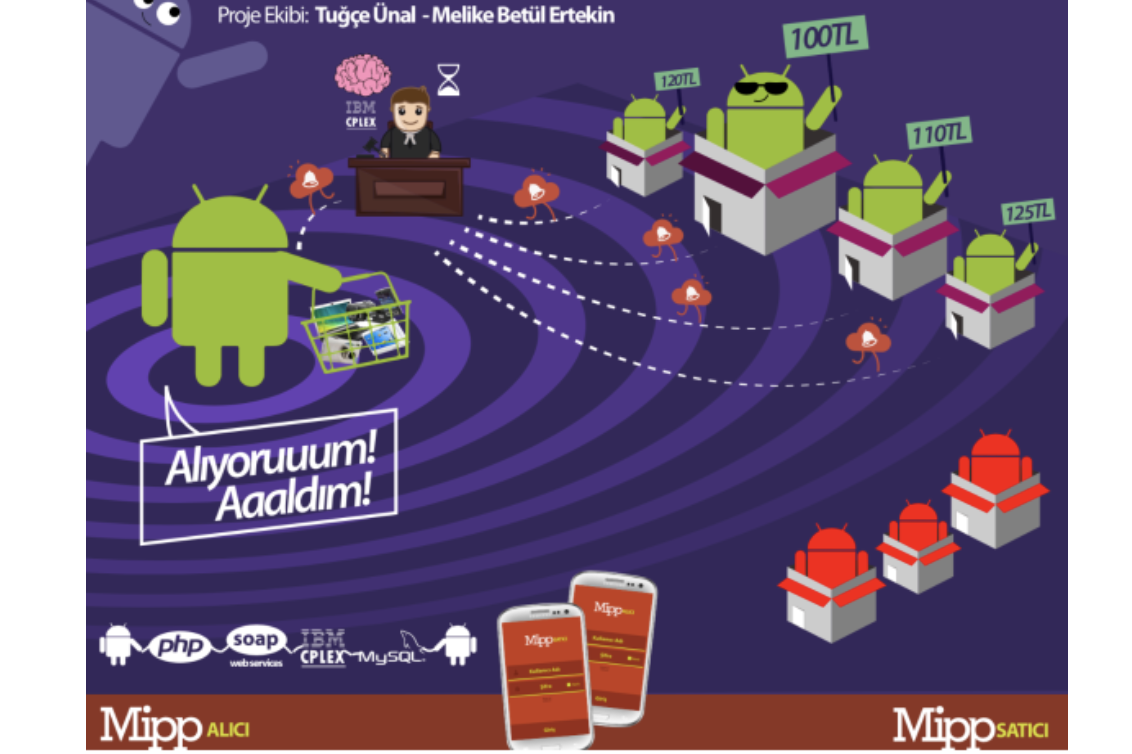 Proje Ekibi: Tuğçe Ünal - Melike Betül Ertekin
100TL
120TL
IBM
CPLEX
110TL
125TL
Alıyoruuum!
Aaaldım!
php
soap
web services
IBM
CPLEX
MySQL
Mipp
Mipp SATICI
Kullanıcı Adı
Şifre
Giriş
Kullanıcı Adı
Şifre
Giriş
Mipp ALICI
Mipp SATICI